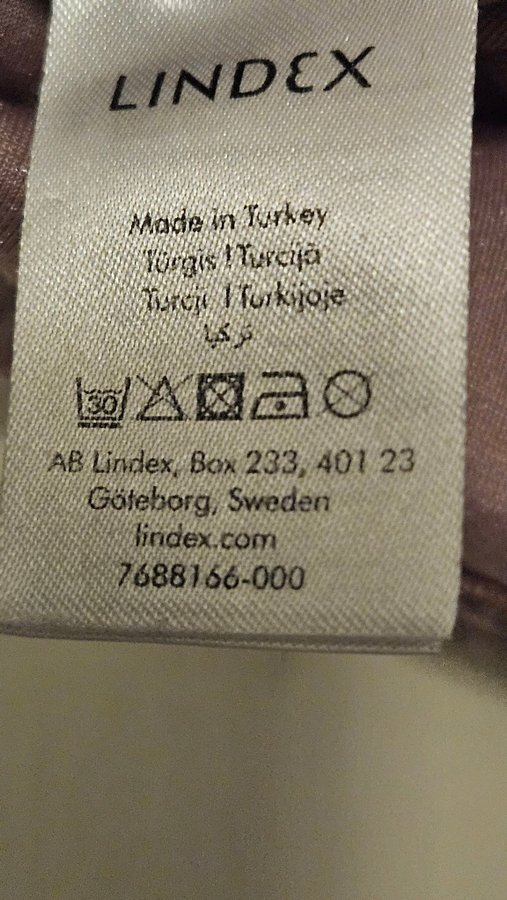 LINDEX
Made in Turkey
Türgis | Turcijā
Turcji | Turkijoje
تركيا
30
AB Lindex, Box 233, 401 23
Göteborg, Sweden
lindex.com
7688166-000